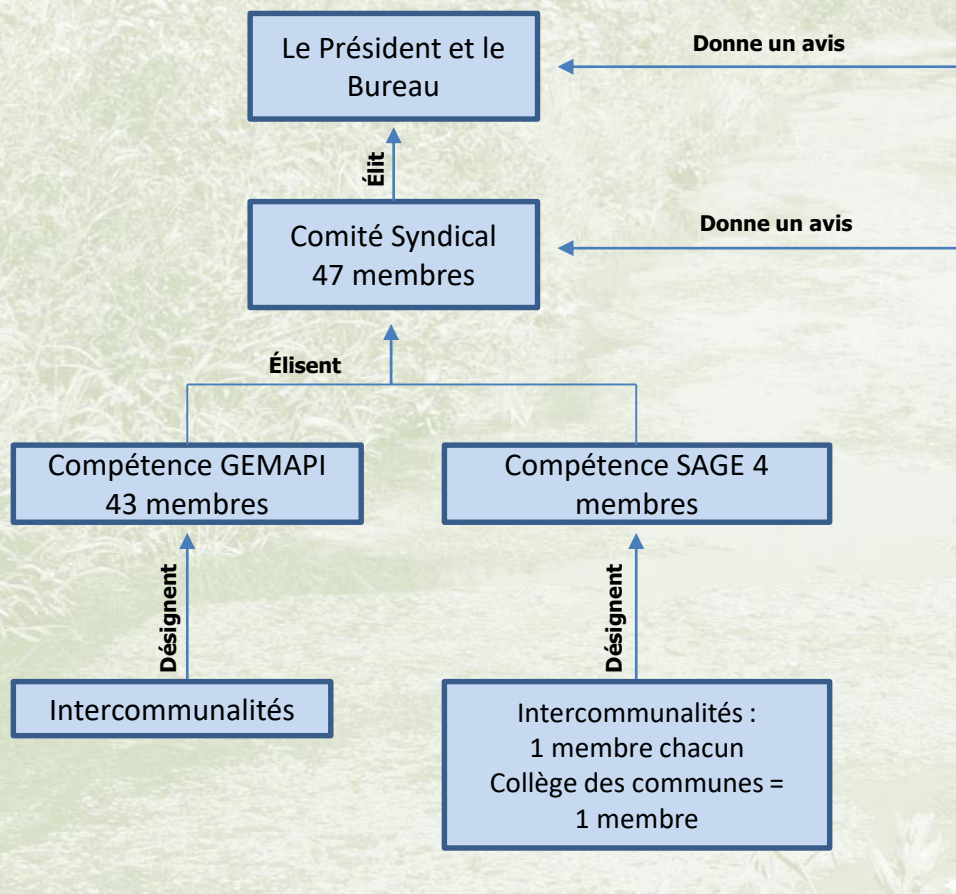 Le Président et le
Bureau
Donne un avis
Élit
Comité Syndical
47 membres
Donne un avis
Élisent
Compétence GEMAPI
43 membres
Compétence SAGE 4
membres
Désignent
Désignent
Intercommunalités
Intercommunalités :
1 membre chacun
Collège des communes =
1 membre